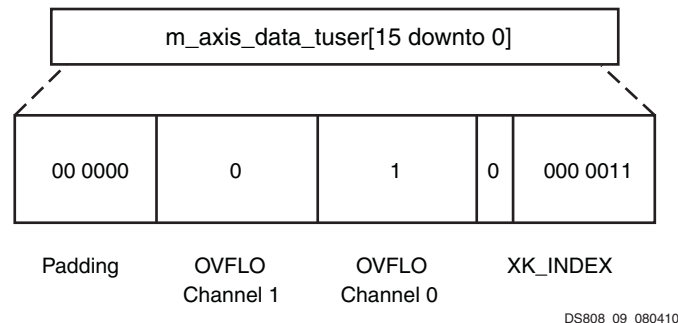 m_axis_data_tuser[15 downto 0]
00 0000 0 1 0 000 0011
Padding OVFLO OVFLO XK_INDEX
Channel 1 Channel 0
DS808_09_080410